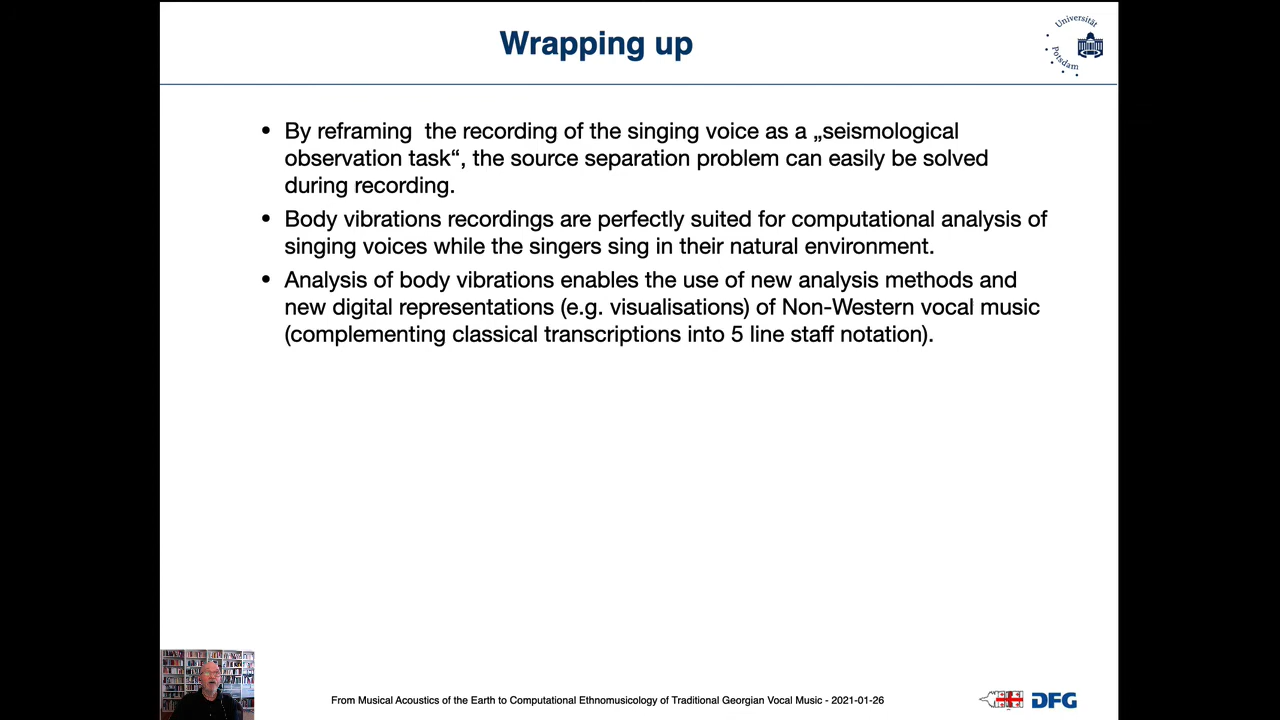 Wrapping up
Universität
Potsdam
• By reframing  the recording of the singing voice as a „seismological
observation task“, the source separation problem can easily be solved
during recording.
• Body vibrations recordings are perfectly suited for computational analysis of
singing voices while the singers sing in their natural environment.
• Analysis of body vibrations enables the use of new analysis methods and
new digital representations (e.g. visualisations) of Non-Western vocal music
(complementing classical transcriptions into 5 line staff notation).
From Musical Acoustics of the Earth to Computational Ethnomusicology of Traditional Georgian Vocal Music - 2021-01-26
DFG